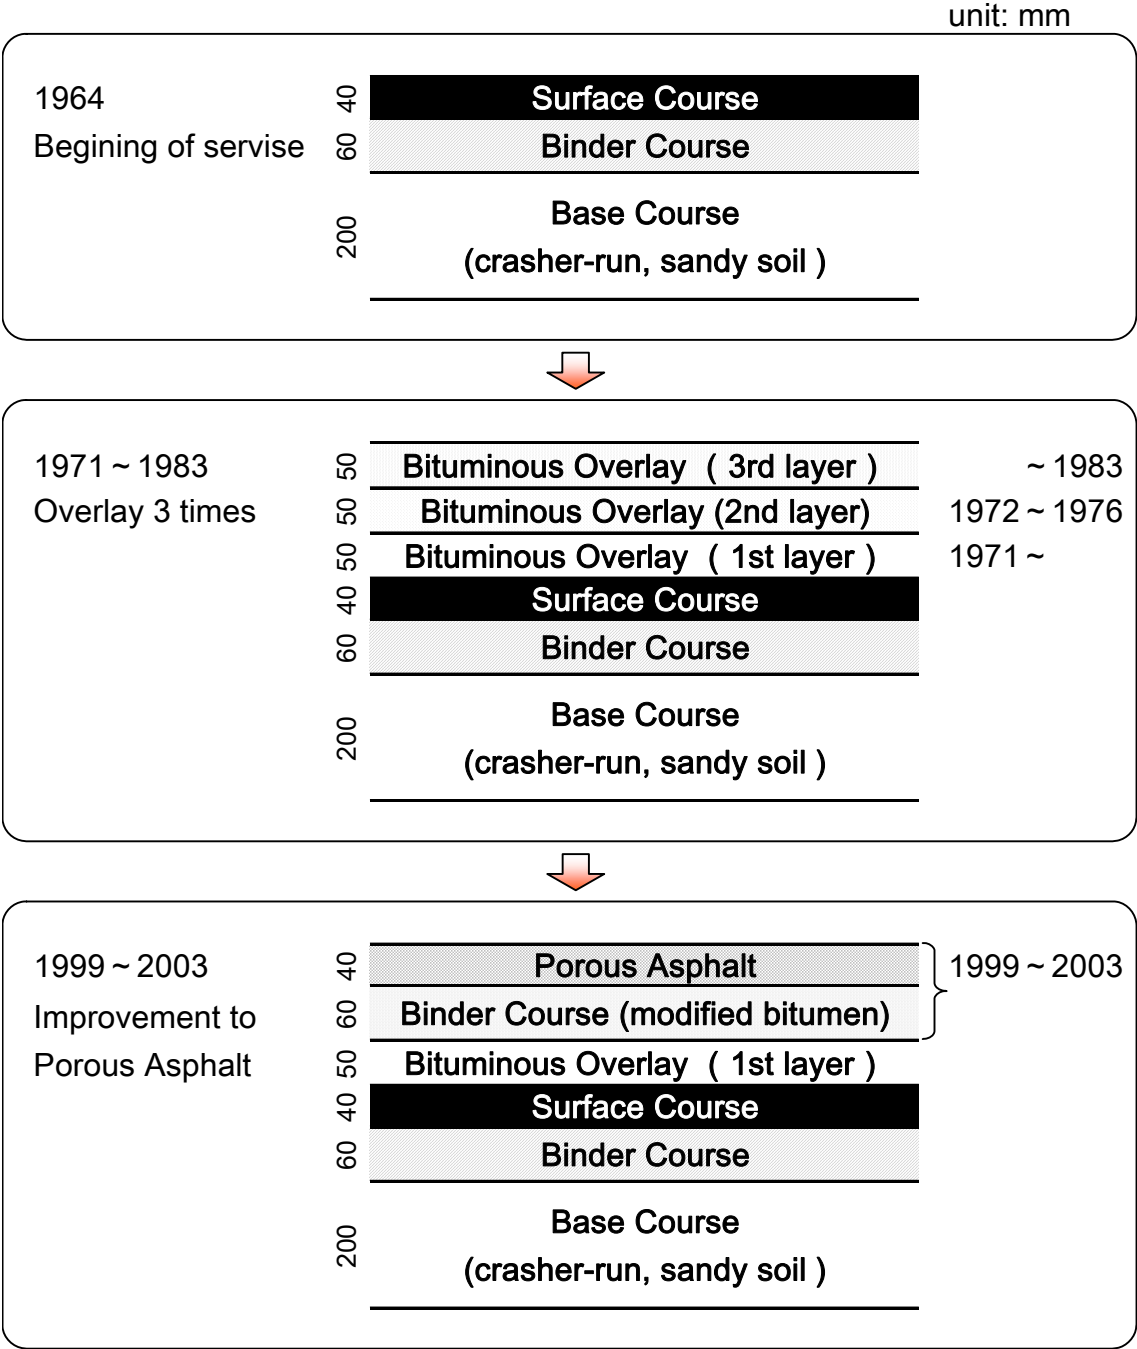 unit: mm
1964
Begining of servise
40
Surface Course
60
Binder Course
200
Base Course
(crasher-run, sandy soil )
1971 ~ 1983
Overlay 3 times
50
Bituminous Overlay ( 3rd layer )
~ 1983
50
Bituminous Overlay (2nd layer)
1972 ~ 1976
50
Bituminous Overlay ( 1st layer )
1971 ~
40
Surface Course
60
Binder Course
200
Base Course
(crasher-run, sandy soil )
1999 ~ 2003
Improvement to
Porous Asphalt
40
Porous Asphalt
1999 ~ 2003
60
Binder Course (modified bitumen)
50
Bituminous Overlay ( 1st layer )
40
Surface Course
60
Binder Course
200
Base Course
(crasher-run, sandy soil )